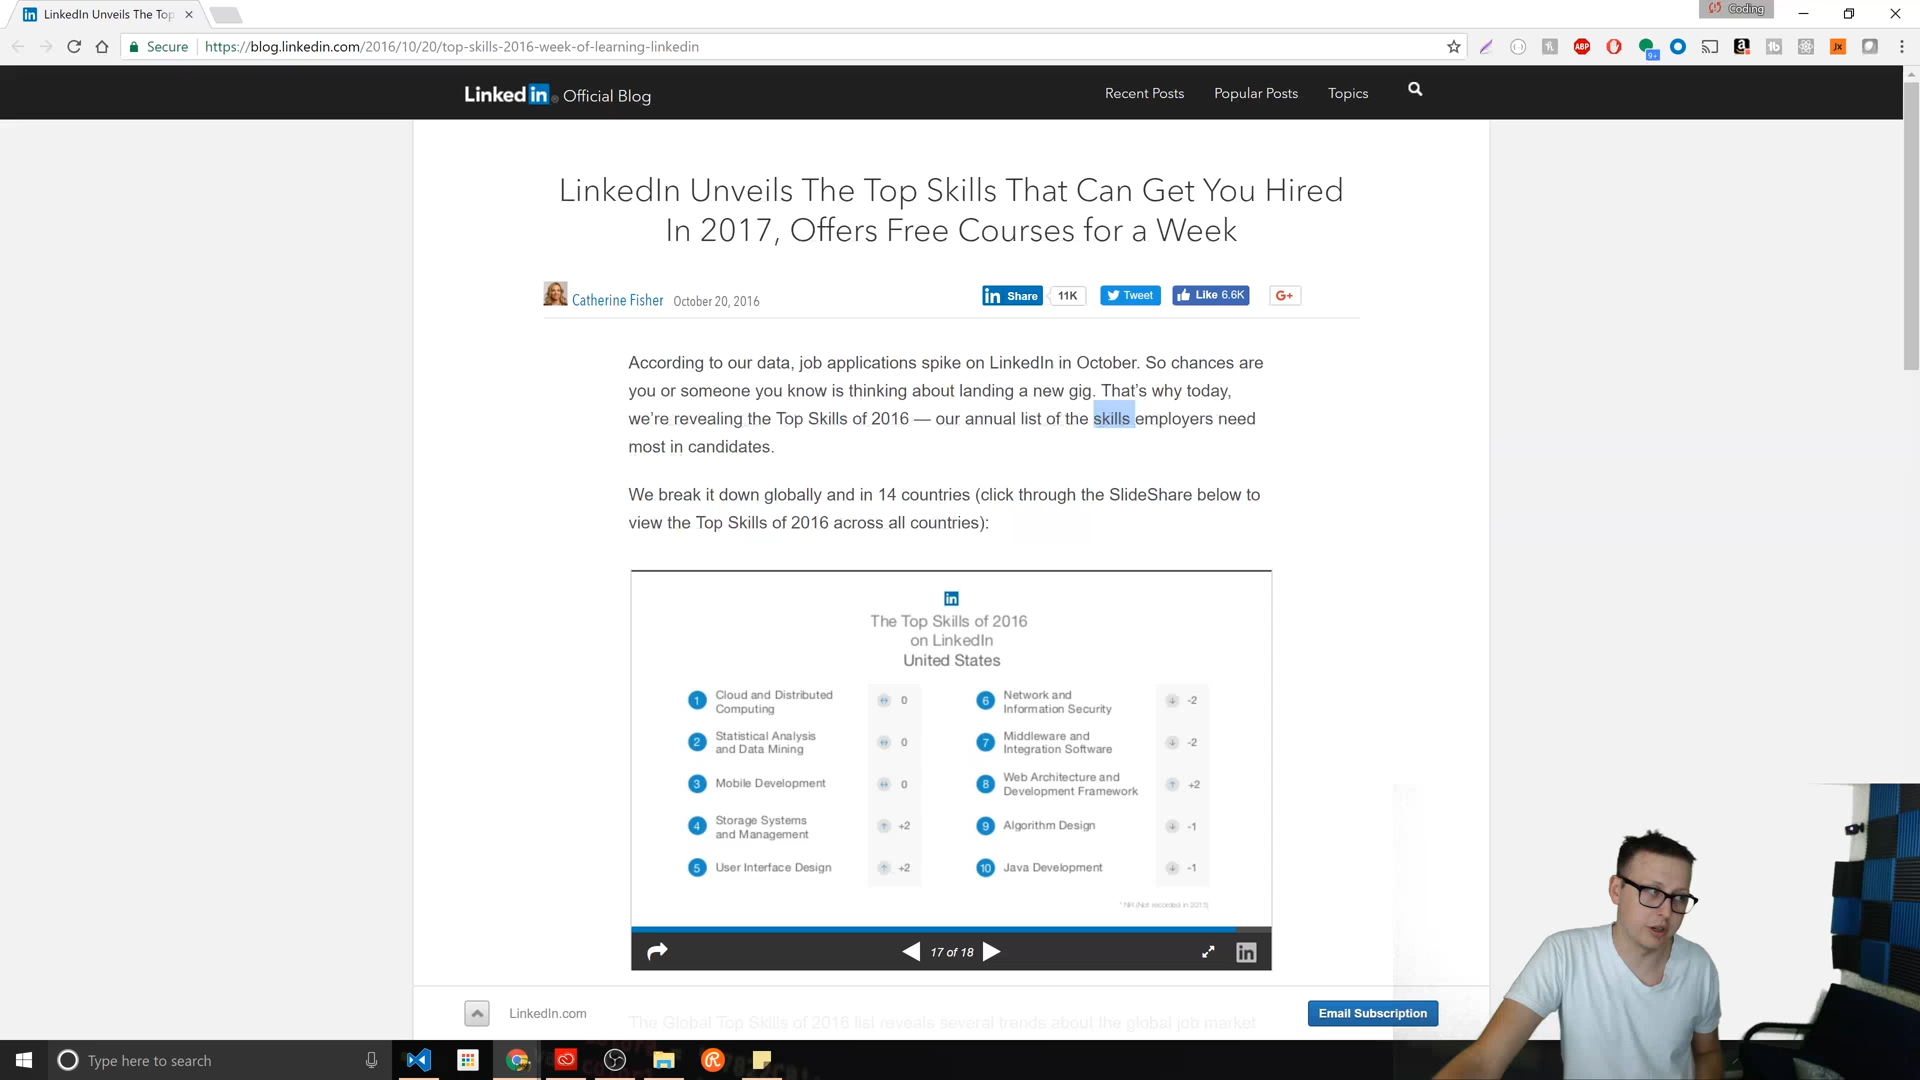 LinkedIn Unveils The Top
Coding
Secure
https://blog.linkedin.com/2016/10/20/top-skills-2016-week-of-learning-linkedin
Linked in Official Blog
Recent Posts
Popular Posts
Topics
LinkedIn Unveils The Top Skills That Can Get You Hired
In 2017, Offers Free Courses for a Week
Catherine Fisher
October 20, 2016
in Share
11K
Tweet
Like 6.6K
G+
According to our data, job applications spike on LinkedIn in October. So chances are
you or someone you know is thinking about landing a new gig. That's why today,
we're revealing the Top Skills of 2016 — our annual list of the skills employers need
most in candidates.
We break it down globally and in 14 countries (click through the SlideShare below to
view the Top Skills of 2016 across all countries):
in
The Top Skills of 2016
on LinkedIn
United States
1 Cloud and Distributed
Computing
0
2 Statistical Analysis
and Data Mining
0
3 Mobile Development
0
4 Storage Systems
and Management
+2
5 User Interface Design
+2
6 Network and
Information Security
-2
7 Middleware and
Integration Software
-2
8 Web Architecture and
Development Framework
+2
9 Algorithm Design
-1
10 Java Development
-1
* NR (Not recorded in 2015)
17 of 18
in
LinkedIn.com
Email Subscription
The Global Top Skills of 2016 list reveals several trends about the global job market
Type here to search